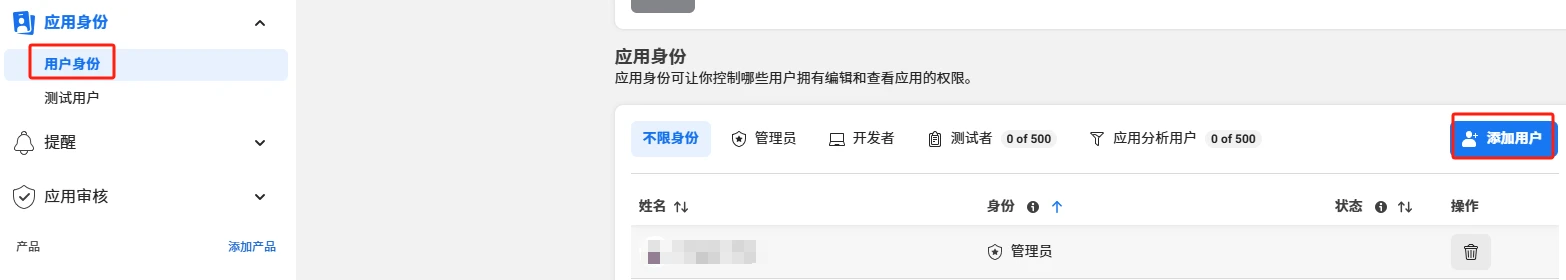 应用身份
用户身份
测试用户
提醒
应用审核
产品 添加产品
应用身份
应用身份可让你控制哪些用户拥有编辑和查看应用的权限。
不限身份 管理员 开发者 测试者 0 of 500 应用分析用户 0 of 500 添加用户
姓名 身份 状态 操作
管理员